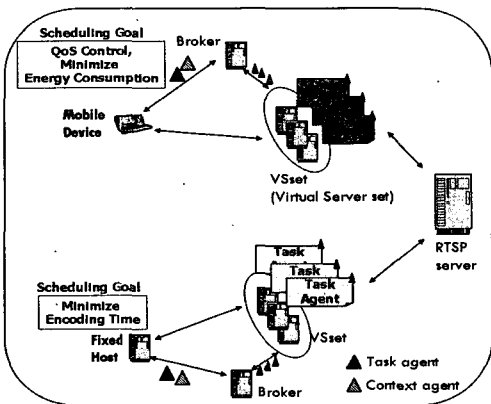 Scheduling Goal
QoS Control,
Minimize
Energy Consumption
Broker
Mobile
Device
VSset
(Virtual Server set)
RTSP
server
Scheduling Goal
Minimize
Encoding Time
Fixed
Host
Task
Task
Task
Agent
VSset
Broker
Task agent
Context agent